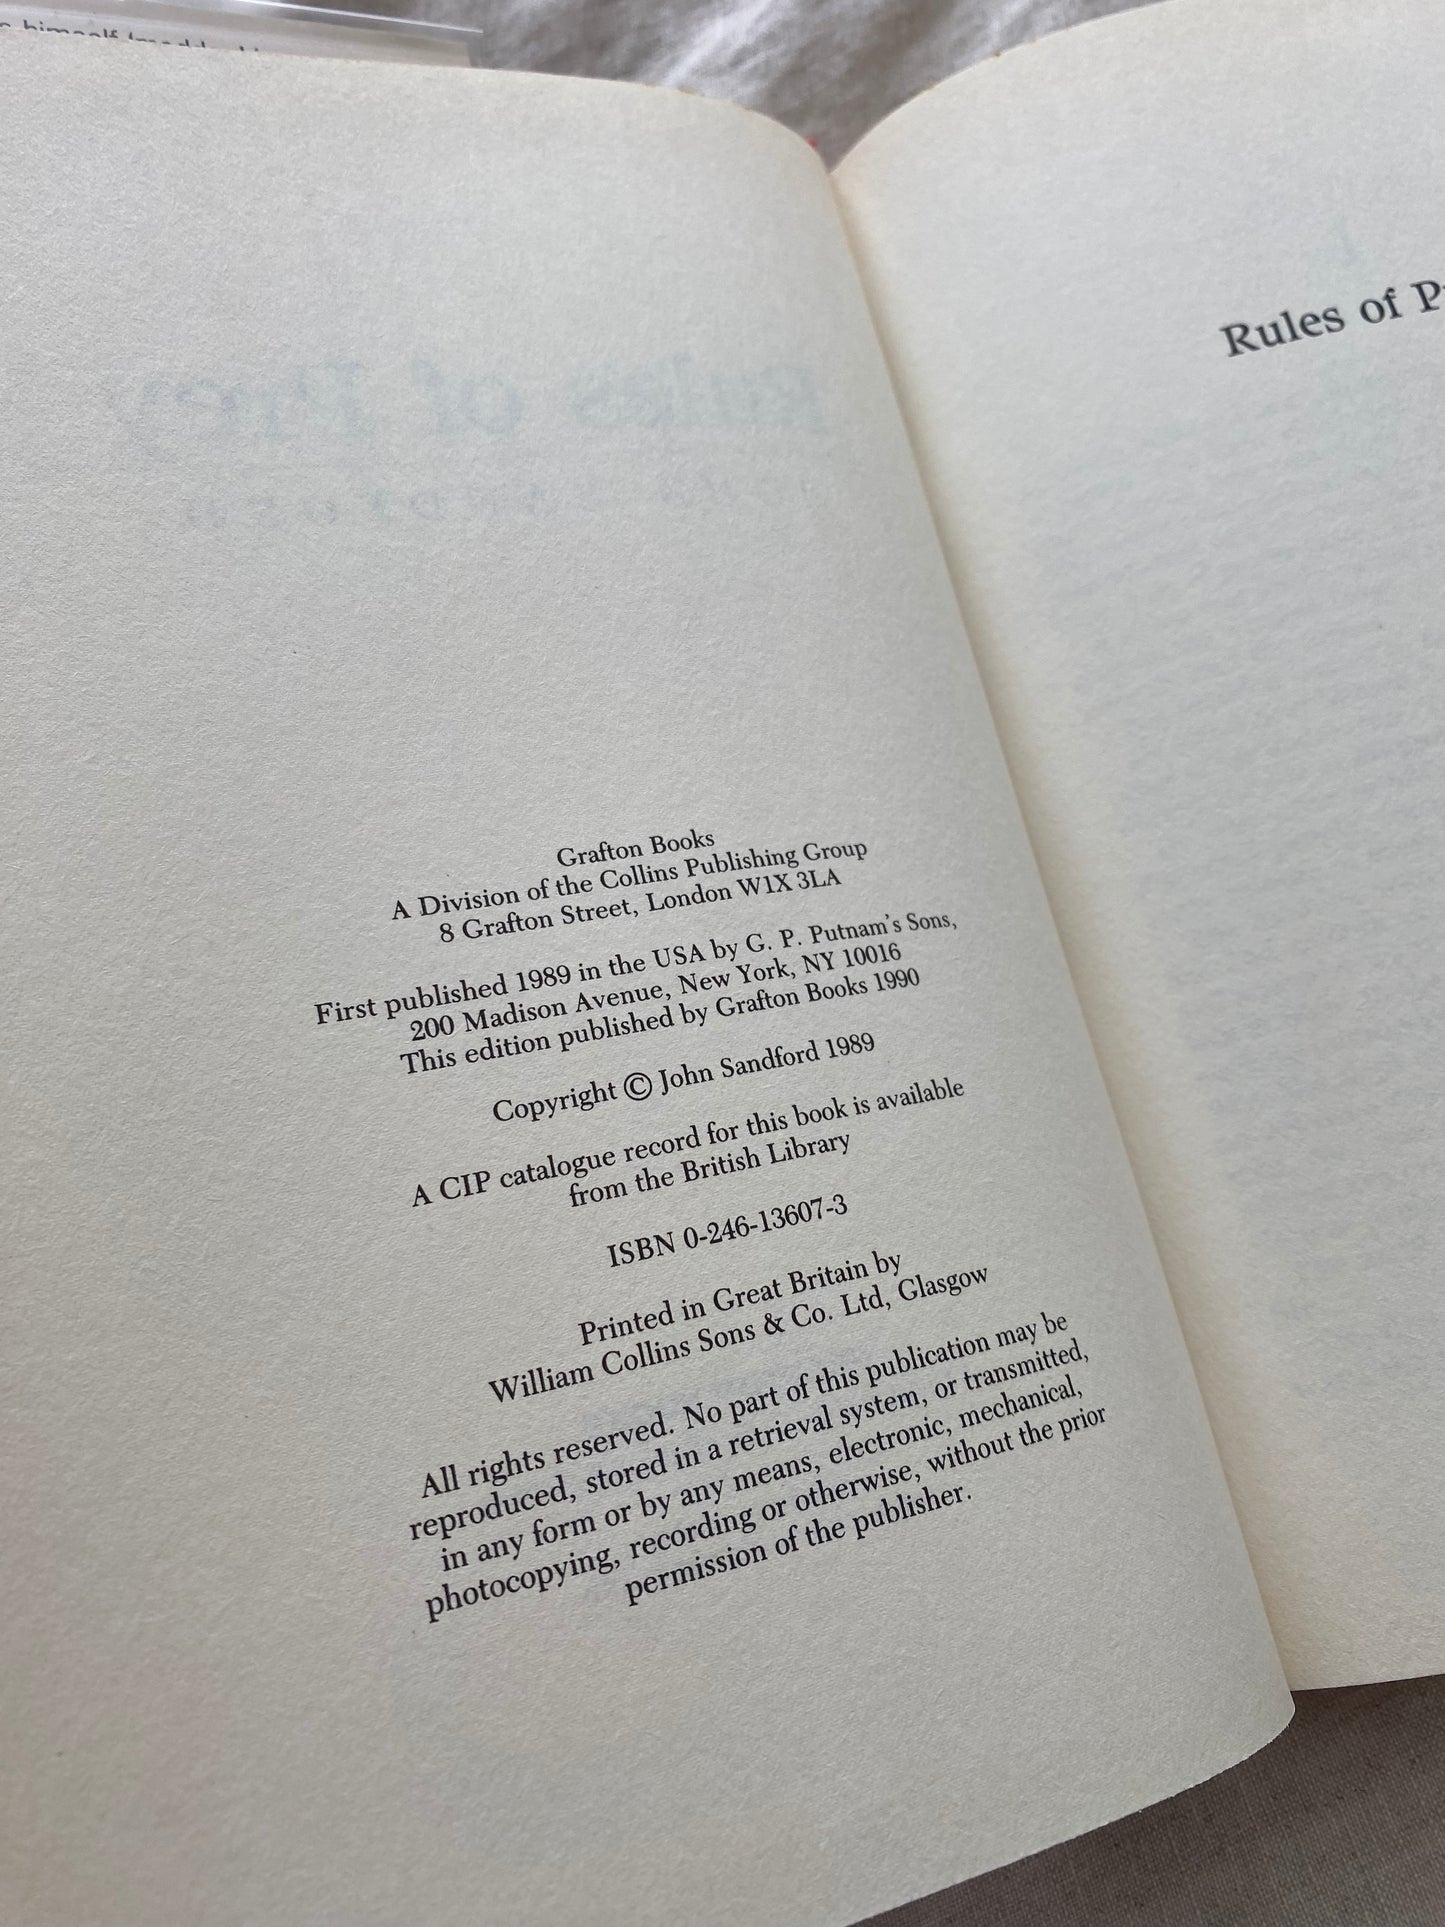 himself
Grafton Books
A Division of the Collins Publishing Group
8 Grafton Street, London W1X 3LA
First published 1989 in the USA by G. P. Putnam's Sons,
200 Madison Avenue, New York, NY 10016
This edition published by Grafton Books 1990
Copyright © John Sandford 1989
A CIP catalogue record for this book is available
from the British Library
ISBN 0-246-13607-3
Printed in Great Britain by
William Collins Sons & Co. Ltd, Glasgow
All rights reserved. No part of this publication may be
reproduced, stored in a retrieval system, or transmitted,
in any form or by any means, electronic, mechanical,
photocopying, recording or otherwise, without the prior
permission of the publisher.
Rules of P